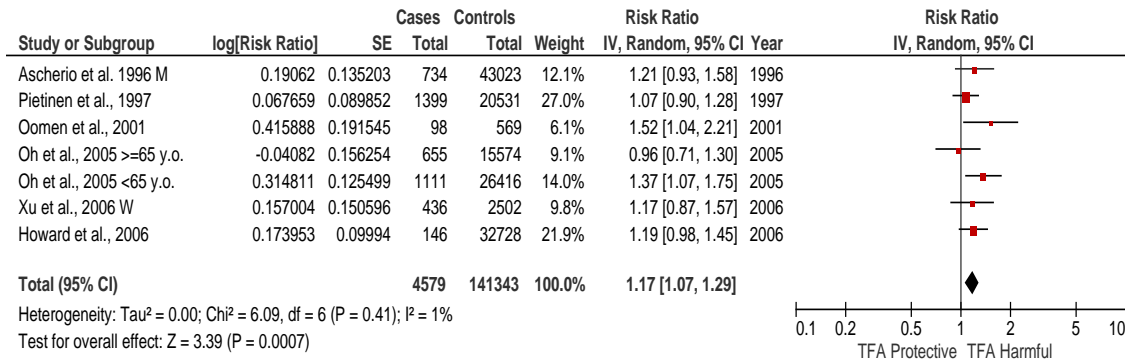 Cases Controls Risk Ratio Risk Ratio
Study or Subgroup log[Risk Ratio] SE Total Total Weight IV, Random, 95% CI Year IV, Random, 95% CI
Ascherio et al. 1996 M 0.19062 0.135203 734 43023 12.1% 1.21 [0.93, 1.58] 1996
Pietinen et al., 1997 0.067659 0.089852 1399 20531 27.0% 1.07 [0.90, 1.28] 1997
Oomen et al., 2001 0.415888 0.191545 98 569 6.1% 1.52 [1.04, 2.21] 2001
Oh et al., 2005 >=65 y.o. -0.04082 0.156254 655 15574 9.1% 0.96 [0.71, 1.30] 2005
Oh et al., 2005 <65 y.o. 0.314811 0.125499 1111 26416 14.0% 1.37 [1.07, 1.75] 2005
Xu et al., 2006 W 0.157004 0.150596 436 2502 9.8% 1.17 [0.87, 1.57] 2006
Howard et al., 2006 0.173953 0.09994 146 32728 21.9% 1.19 [0.98, 1.45] 2006
Total (95% CI) 4579 141343 100.0% 1.17 [1.07, 1.29]
Heterogeneity: Tau² = 0.00; Chi² = 6.09, df = 6 (P = 0.41); I² = 1%
Test for overall effect: Z = 3.39 (P = 0.0007)
0.1 0.2 0.5 1 2 5 10
TFA Protective TFA Harmful